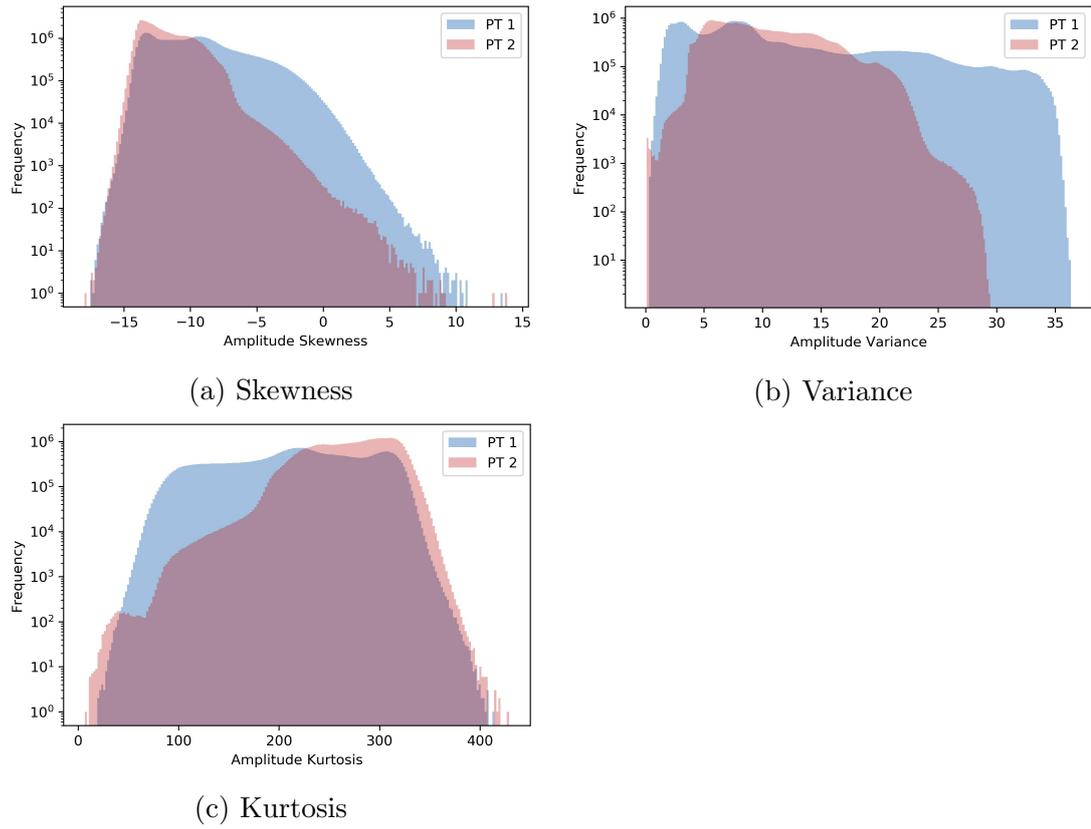 10⁶
10⁵
10⁴
10³
10²
10¹
10⁰
Frequency
PT 1
PT 2
−15 −10 −5 0 5 10 15
Amplitude Skewness
(a) Skewness
10⁶
10⁵
10⁴
10³
10²
10¹
Frequency
PT 1
PT 2
0 5 10 15 20 25 30 35
Amplitude Variance
(b) Variance
10⁶
10⁵
10⁴
10³
10²
10¹
10⁰
Frequency
PT 1
PT 2
0 100 200 300 400
Amplitude Kurtosis
(c) Kurtosis